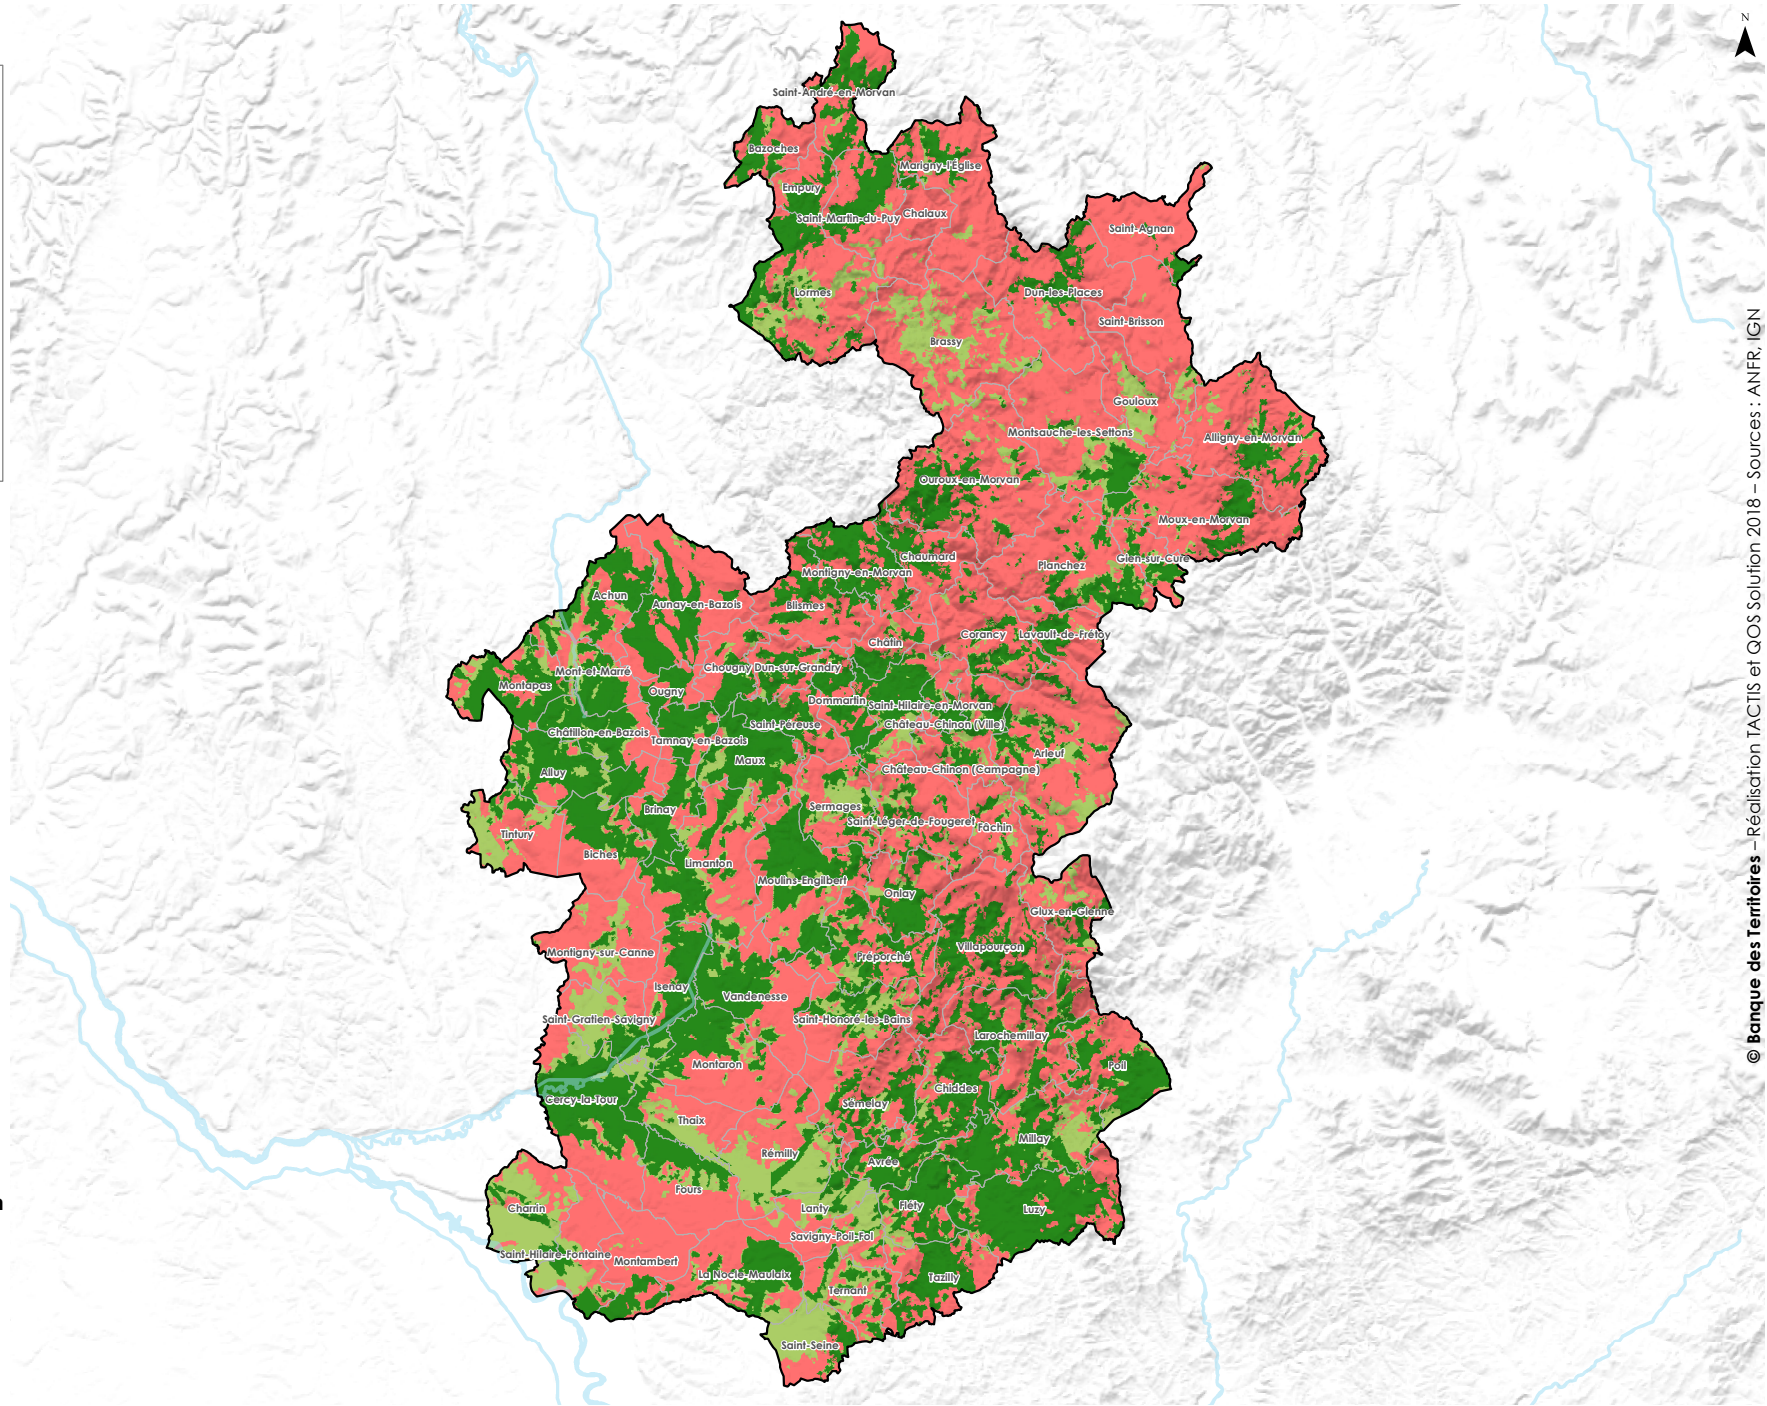 N
Saint-André-en-Morvan
Bazoches
Marigny-l'Église
Empury
Saint-Martin-du-Puy
Chalaux
Saint-Agnan
Lormes
Dun-les-Places
Saint-Brisson
Brassy
Gouloux
Montsauche-les-Settons
Alligny-en-Morvan
Ouroux-en-Morvan
Moux-en-Morvan
Chaumard
Gien-sur-Cure
Planchez
Montigny-en-Morvan
Achun
Aunay-en-Bazois
Blismes
Corancy
Lavault-de-Frétoy
Châtin
Mont-et-Marré
Chougny
Dun-sur-Grandry
Montapas
Ougny
Dommartin
Saint-Hilaire-en-Morvan
Saint-Péreuse
Château-Chinon (Ville)
Châtillon-en-Bazois
Tamnay-en-Bazois
Arleuf
Maux
Château-Chinon (Campagne)
Alluy
Brinay
Sermages
Saint-Léger-de-Fougeret
Fâchin
Tintury
Biches
Limanton
Moulins-Engilbert
Onlay
Glux-en-Glenne
Villapourçon
Montigny-sur-Canne
Préporché
Isenay
Vandenesse
Saint-Gratien-Savigny
Saint-Honoré-les-Bains
Larochemillay
Montaron
Poil
Chiddes
Cercy-la-Tour
Sémelay
Thaix
Millay
Rémilly
Avrée
Fours
Charrin
Lanty
Fléty
Luzy
Savigny-Poil-Fol
Saint-Hilaire-Fontaine
Montambert
La Nocle-Maulaix
Tazilly
Ternant
Saint-Seine
© Banque des Territoires – Réalisation TACTIS et QOS Solution 2018 – Sources : ANFR, IGN